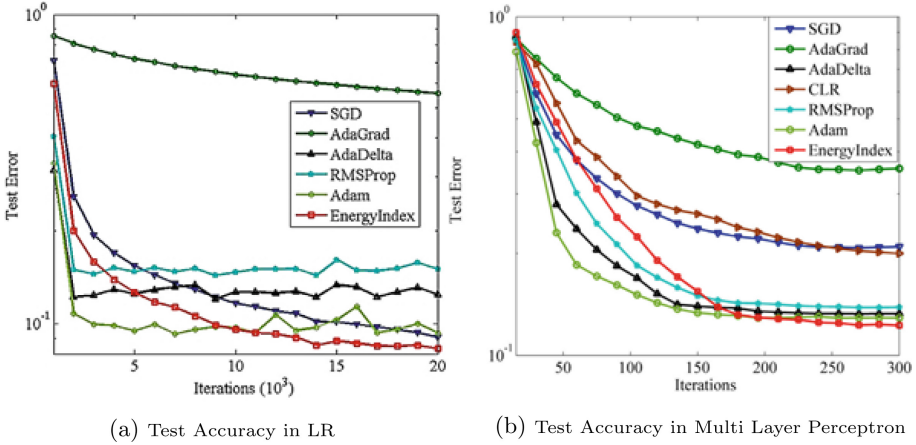 10^0
Test Error
10^-1
SGD
AdaGrad
AdaDelta
RMSProp
Adam
EnergyIndex
5 10 15 20
Iterations (10^3)
(a) Test Accuracy in LR
10^0
Test Error
10^-1
SGD
AdaGrad
AdaDelta
CLR
RMSProp
Adam
EnergyIndex
45 50 100 150 200 250 300
Iterations
(b) Test Accuracy in Multi Layer Perceptron